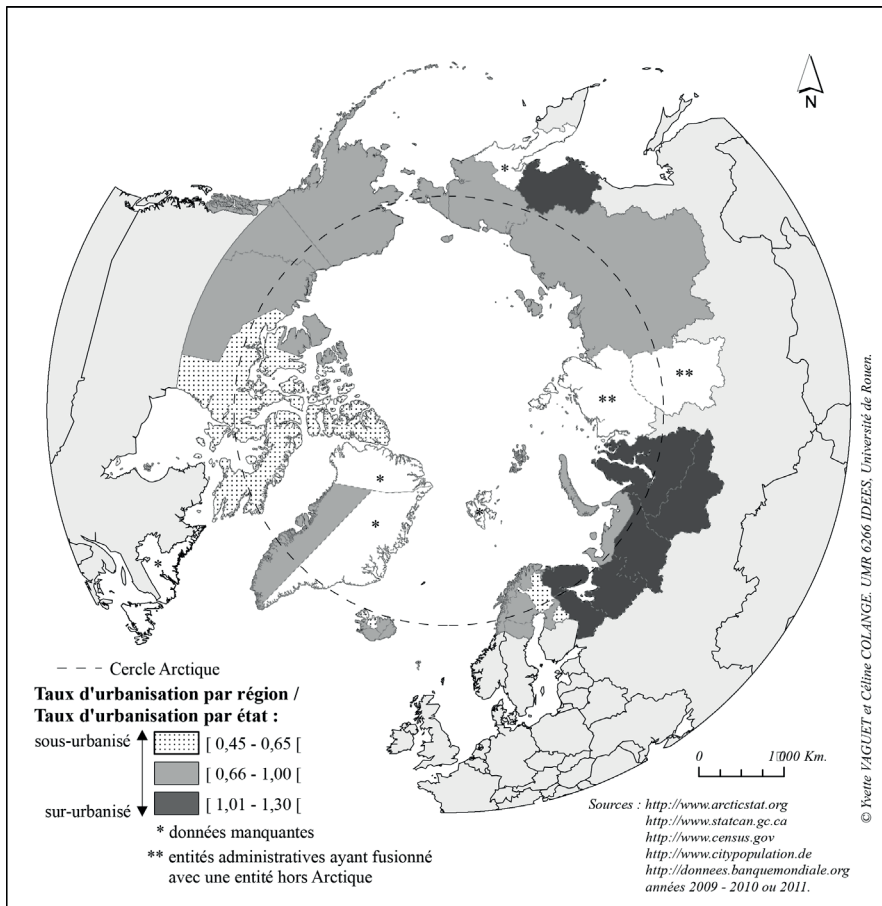 N
*
*
*
*
*
**
**
Cercle Arctique
Taux d'urbanisation par région /
Taux d'urbanisation par état :
sous-urbanisé
[ 0,45 - 0,65 [
[ 0,66 - 1,00 [
sur-urbanisé
[ 1,01 - 1,30 [
* données manquantes
** entités administratives ayant fusionné
avec une entité hors Arctique
0
1 000 Km.
Sources : http://www.arcticstat.org
http://www.statcan.gc.ca
http://www.census.gov
http://www.citypopulation.de
http://donnees.banquemondiale.org
années 2009 - 2010 ou 2011.
© Yvette VAGUET et Céline COLANGE. UMR 6266 IDEES, Université de Rouen.